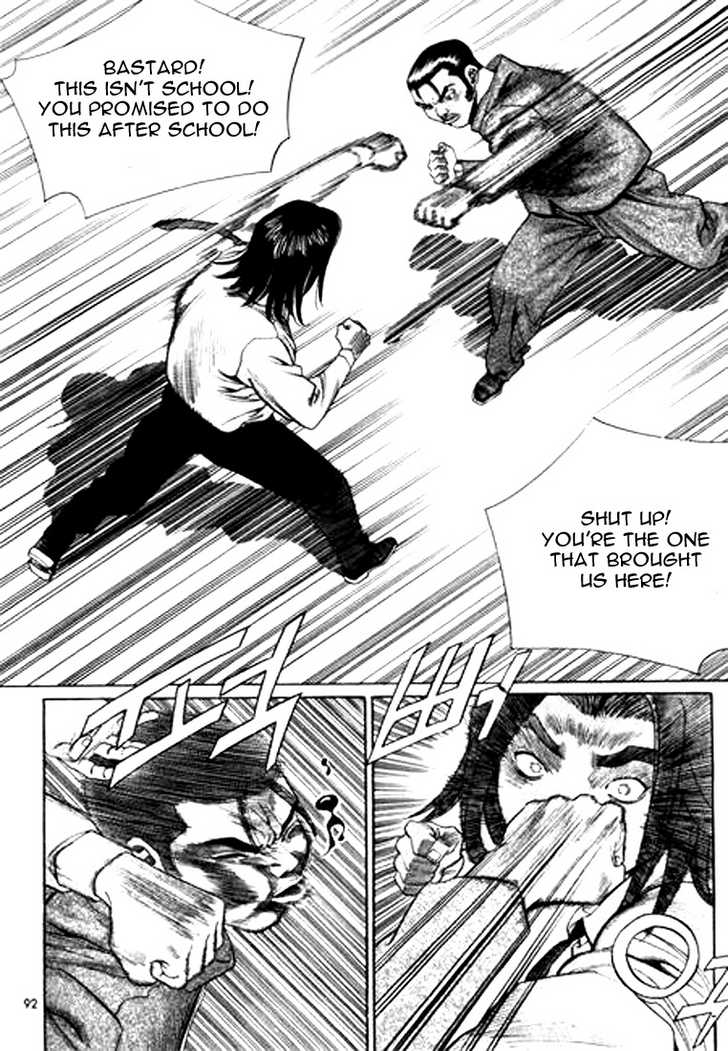 BASTARD!
THIS ISN'T SCHOOL!
YOU PROMISED TO DO
THIS AFTER SCHOOL!
SHUT UP!
YOU'RE THE ONE
THAT BROUGHT
US HERE!
92